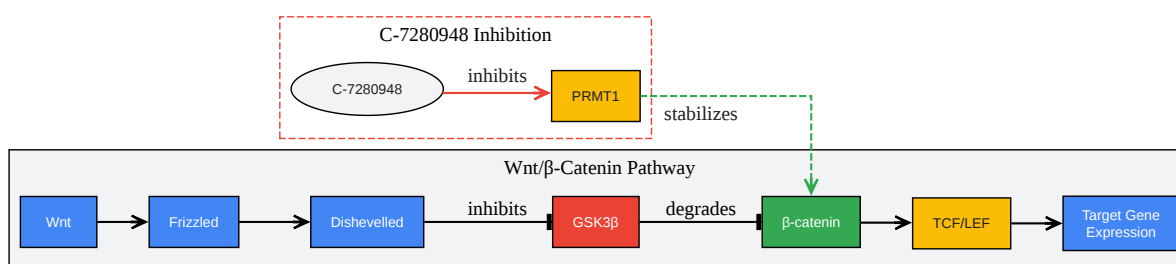 C-7280948 Inhibition
C-7280948
inhibits
PRMT1
stabilizes
Wnt/β-Catenin Pathway
Wnt
Frizzled
Dishevelled
inhibits
GSK3β
degrades
β-catenin
TCF/LEF
Target Gene
Expression